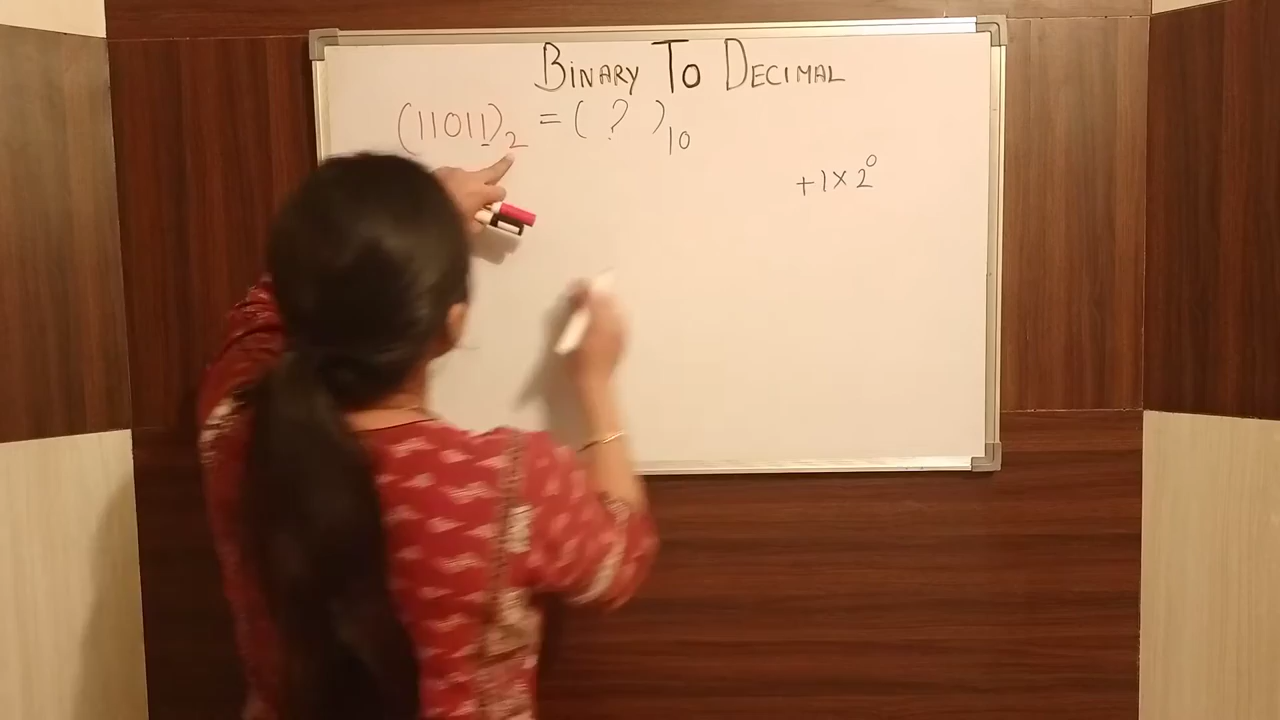 BINARY TO DECIMAL
(11011)₂ = ( ? )₁₀
+1×2⁰